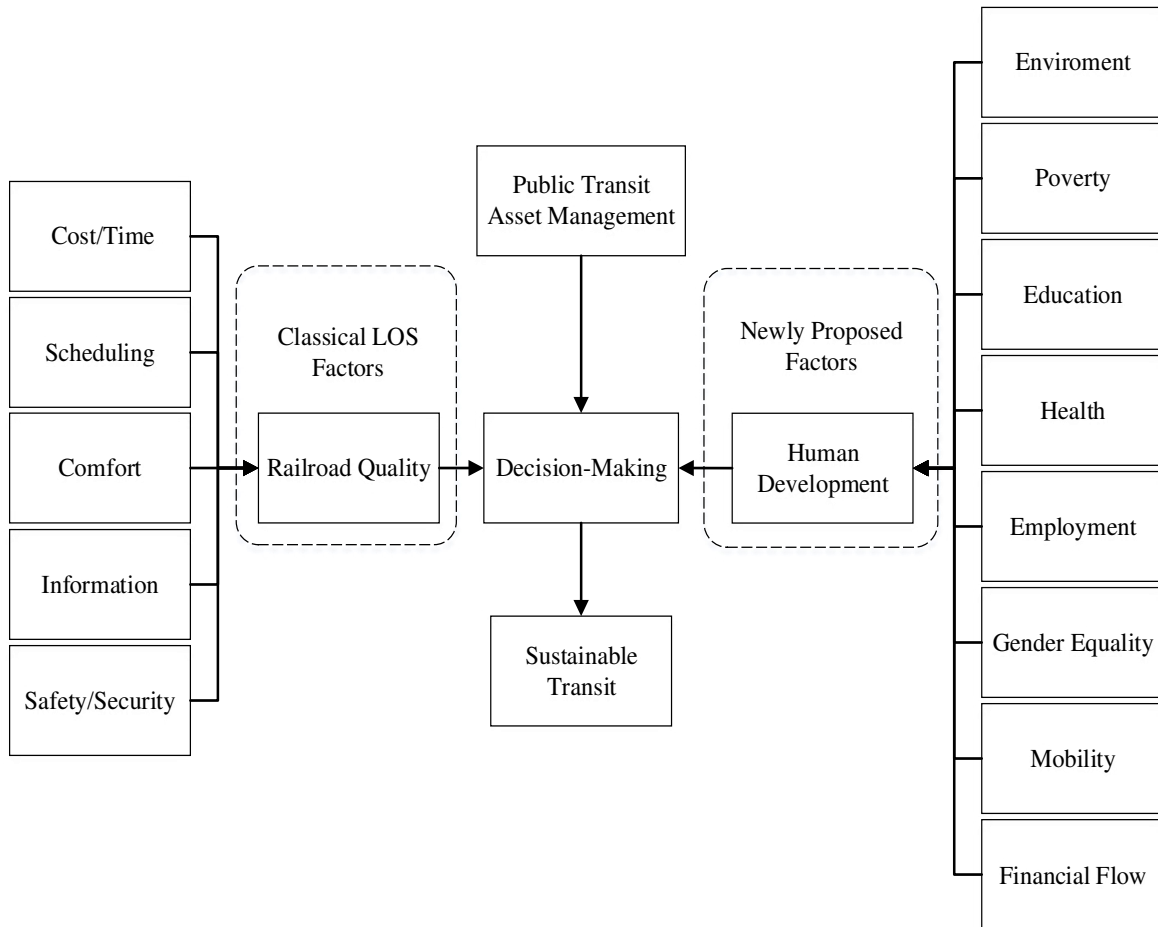 Cost/Time
Scheduling
Comfort
Information
Safety/Security
Classical LOS
Factors
Railroad Quality
Public Transit
Asset Management
Decision-Making
Sustainable
Transit
Newly Proposed
Factors
Human
Development
Enviroment
Poverty
Education
Health
Employment
Gender Equality
Mobility
Financial Flow